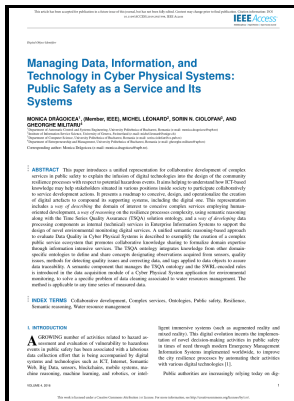 This article has been accepted for publication in a future issue of this journal, but has not been fully edited. Content may change prior to final publication. Citation information: DOI
IEEE Access
Managing Data, Information, and
Technology in Cyber Physical Systems:
Public Safety as a Service and Its
Systems
MONICA DRĂGOICEA1, (Member, IEEE), MICHEL LÉONARD2, SORIN N. CIOLOFAN1, and
GHEORGHE MILITARU3
ABSTRACT This paper introduces a unified representation for collaborative development of complex
services in public safety to explain the infusion of digital technologies into the design of the community
resilience processes with respect to potential hazardous events. It aims helping to understand how ICT-based
knowledge may help stakeholders situated in various positions inside society to participate collaboratively
to service development actions. It presents a roadmap to conceive, design, and operationalize the creation
of digital artefacts to compound its supporting systems, including the digital one. This representation
includes a way of describing the domain of interest to conceive complex services employing human-
oriented development, a way of reasoning on the resilience processes complexity, using semantic reasoning
along with the Time Series Quality Assurance (TSQA) solution ontology, and a way of developing data
processing components as internal technical services in Enterprise Information Systems to support the
design of novel environmental monitoring digital services. A unified semantic reasoning-based approach
to evaluate Data Quality in Cyber Physical Systems is described to exemplify the creation of a complex
public service ecosystem that promotes collaborative knowledge sharing to formalize domain expertise
through information intensive services. The TSQA ontology integrates knowledge from other domain-
specific ontologies to define and share concepts designating observations acquired from sensors, quality
issues, methods for detecting quality issues and correcting data, and tags applied to data objects to assure
data traceability). A semantic component that manages the TSQA ontology and the SWRL-encoded rules
is introduced in the data acquisition module of a Cyber Physical System application for environmental
monitoring, to solve a specific problem of data cleaning associated to water resources management. The
method is applicable to any time series of measured data.
INDEX TERMS Collaborative development, Complex services, Ontologies, Public safety, Resilience,
Semantic reasoning, Water resource management
I. INTRODUCTION
A GROWING number of activities related to hazard as-
sessment and evaluation of vulnerability to hazardous
events in public safety has been associated with a laborious
data collection effort that is being accompanied by digital
systems and technologies such as ICT, Internet, Semantic
Web, Big Data, sensors, blockchain, mobile systems, ma-
chine reasoning, machine learning, and robotics, or intel-
ligent immersive systems (such as augmented reality and
mixed reality). This digital evolution incents the implementa-
tion of novel decision-making activities in public safety
in times of need through modern Emergency Management
Information Systems implemented worldwide, to improve
the city resilience processes by automating their activities
with various digital technologies [1].
Public authorities are increasingly relying today on dig-
VOLUME 4, 2016
1